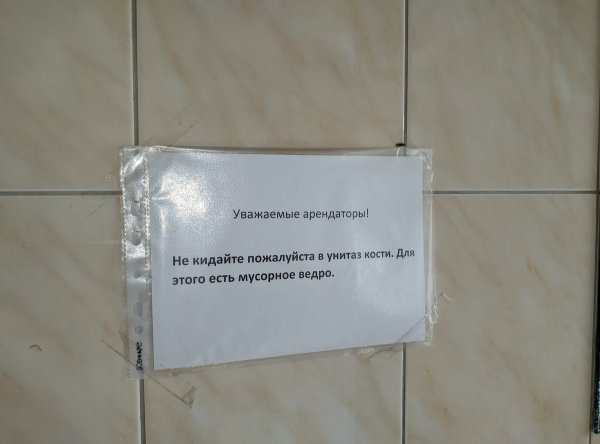 Уважаемые арендаторы!
Не кидайте пожалуйста в унитаз кости. Для
этого есть мусорное ведро.